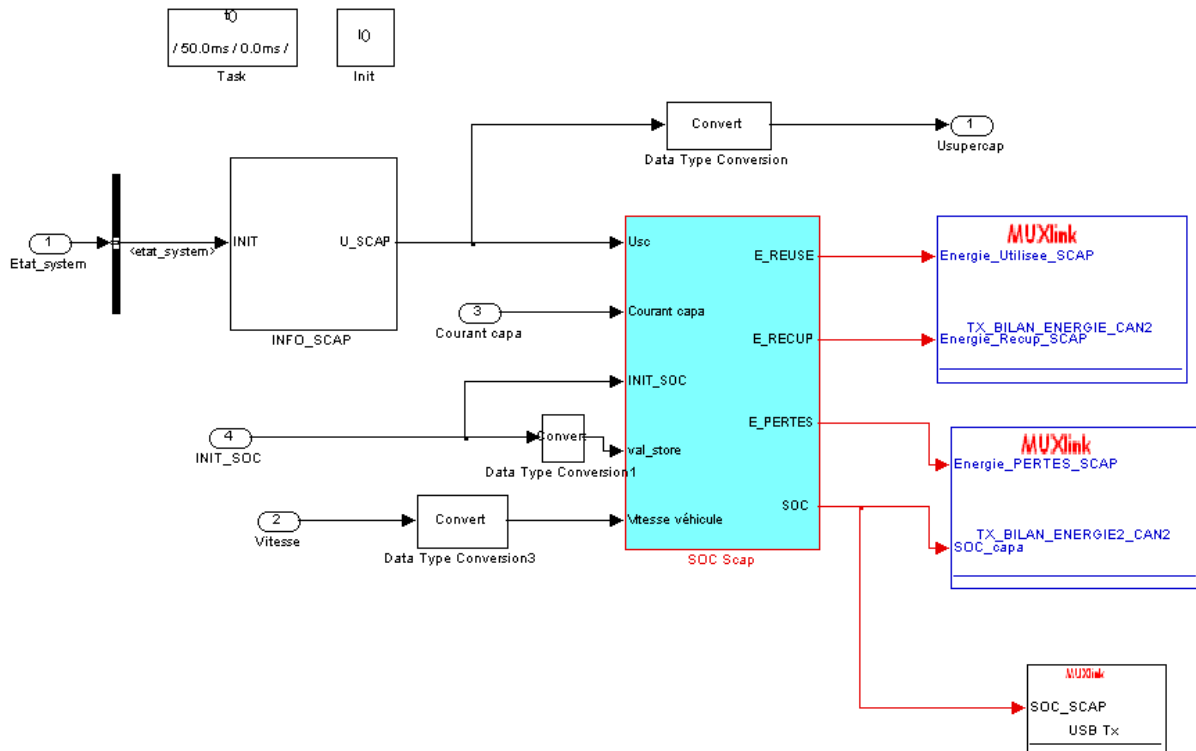 f()
/ 50.0ms / 0.0ms /
Task
I()
Init
Convert
Data Type Conversion
1
Usupercap
1
Etat_system
<etat_system>
INIT
U_SCAP
INFO_SCAP
3
Courant capa
4
INIT_SOC
Convert
Data Type Conversion1
2
Vitesse
Convert
Data Type Conversion3
Usc
Courant capa
INIT_SOC
val_store
Vitesse véhicule
E_REUSE
E_RECUP
E_PERTES
SOC
SOC Scap
MUXlink
Energie_Utilisee_SCAP
TX_BILAN_ENERGIE_CAN2
Energie_Recup_SCAP
MUXlink
Energie_PERTES_SCAP
TX_BILAN_ENERGIE2_CAN2
SOC_capa
MUXlink
SOC_SCAP
USB Tx